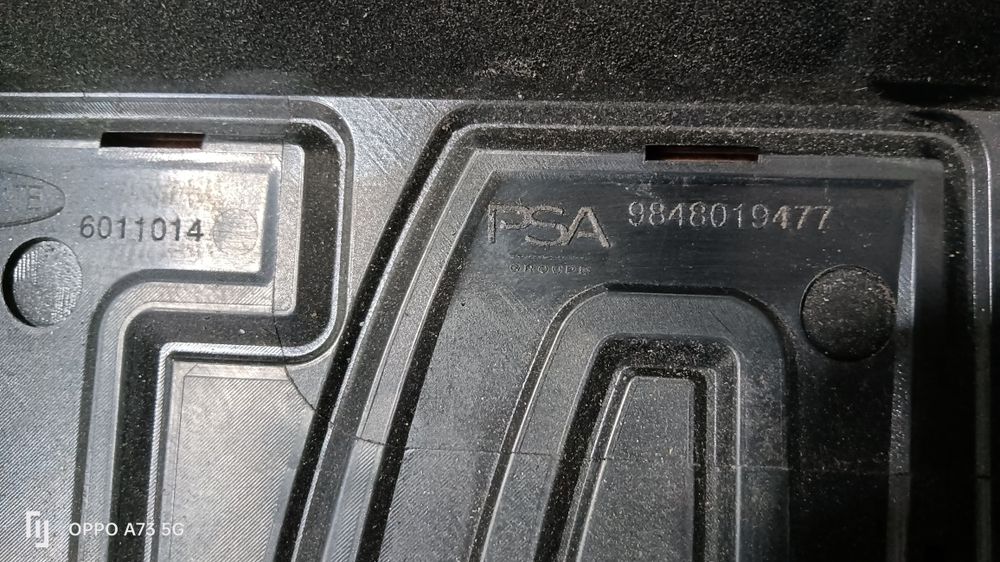 6011014
PSA
GROUPE
9848019477
OPPO A73 5G